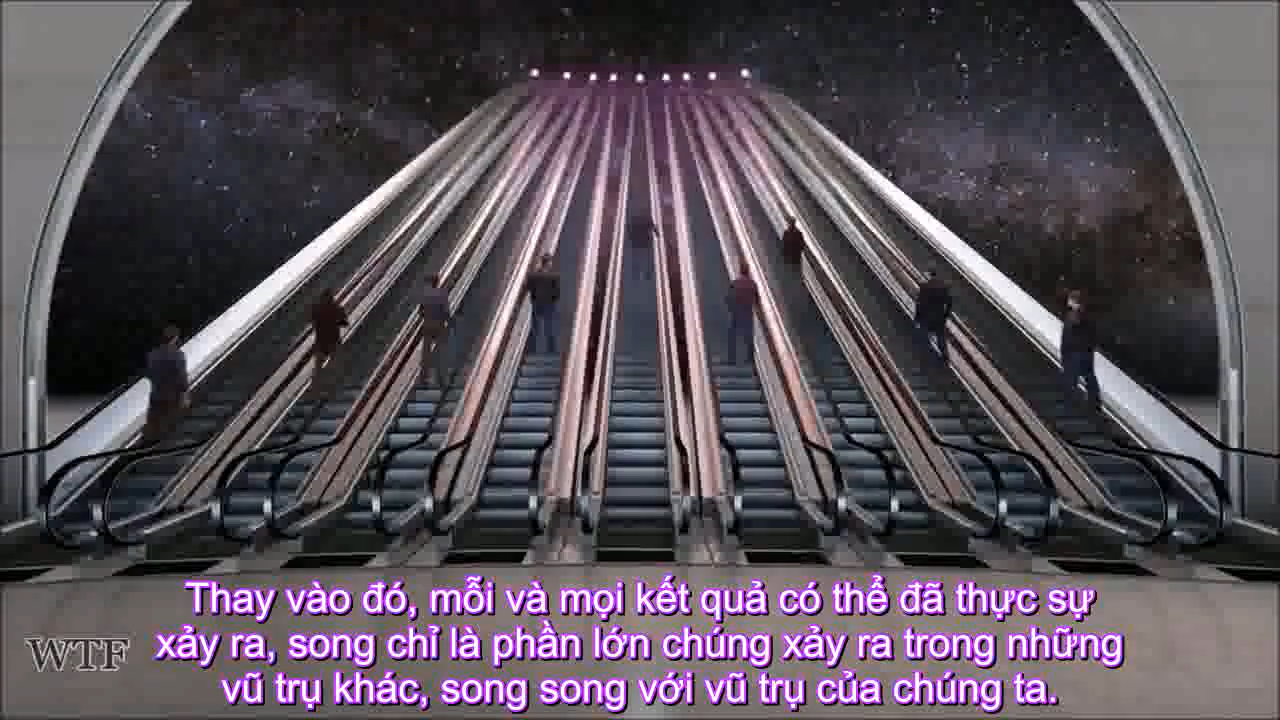 Thay vào đó, mỗi và mọi kết quả có thể đã thực sự
xảy ra, song chỉ là phần lớn chúng xảy ra trong những
WTF
vũ trụ khác, song song với vũ trụ của chúng ta.